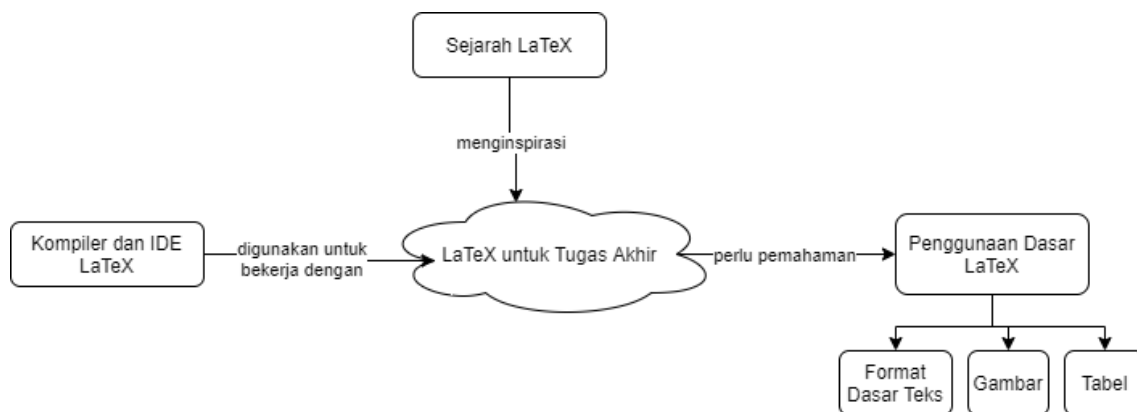 Sejarah LaTeX
menginspirasi
Kompiler dan IDE
LaTeX
digunakan untuk
bekerja dengan
LaTeX untuk Tugas Akhir
perlu pemahaman
Penggunaan Dasar
LaTeX
Format
Dasar Teks
Gambar
Tabel